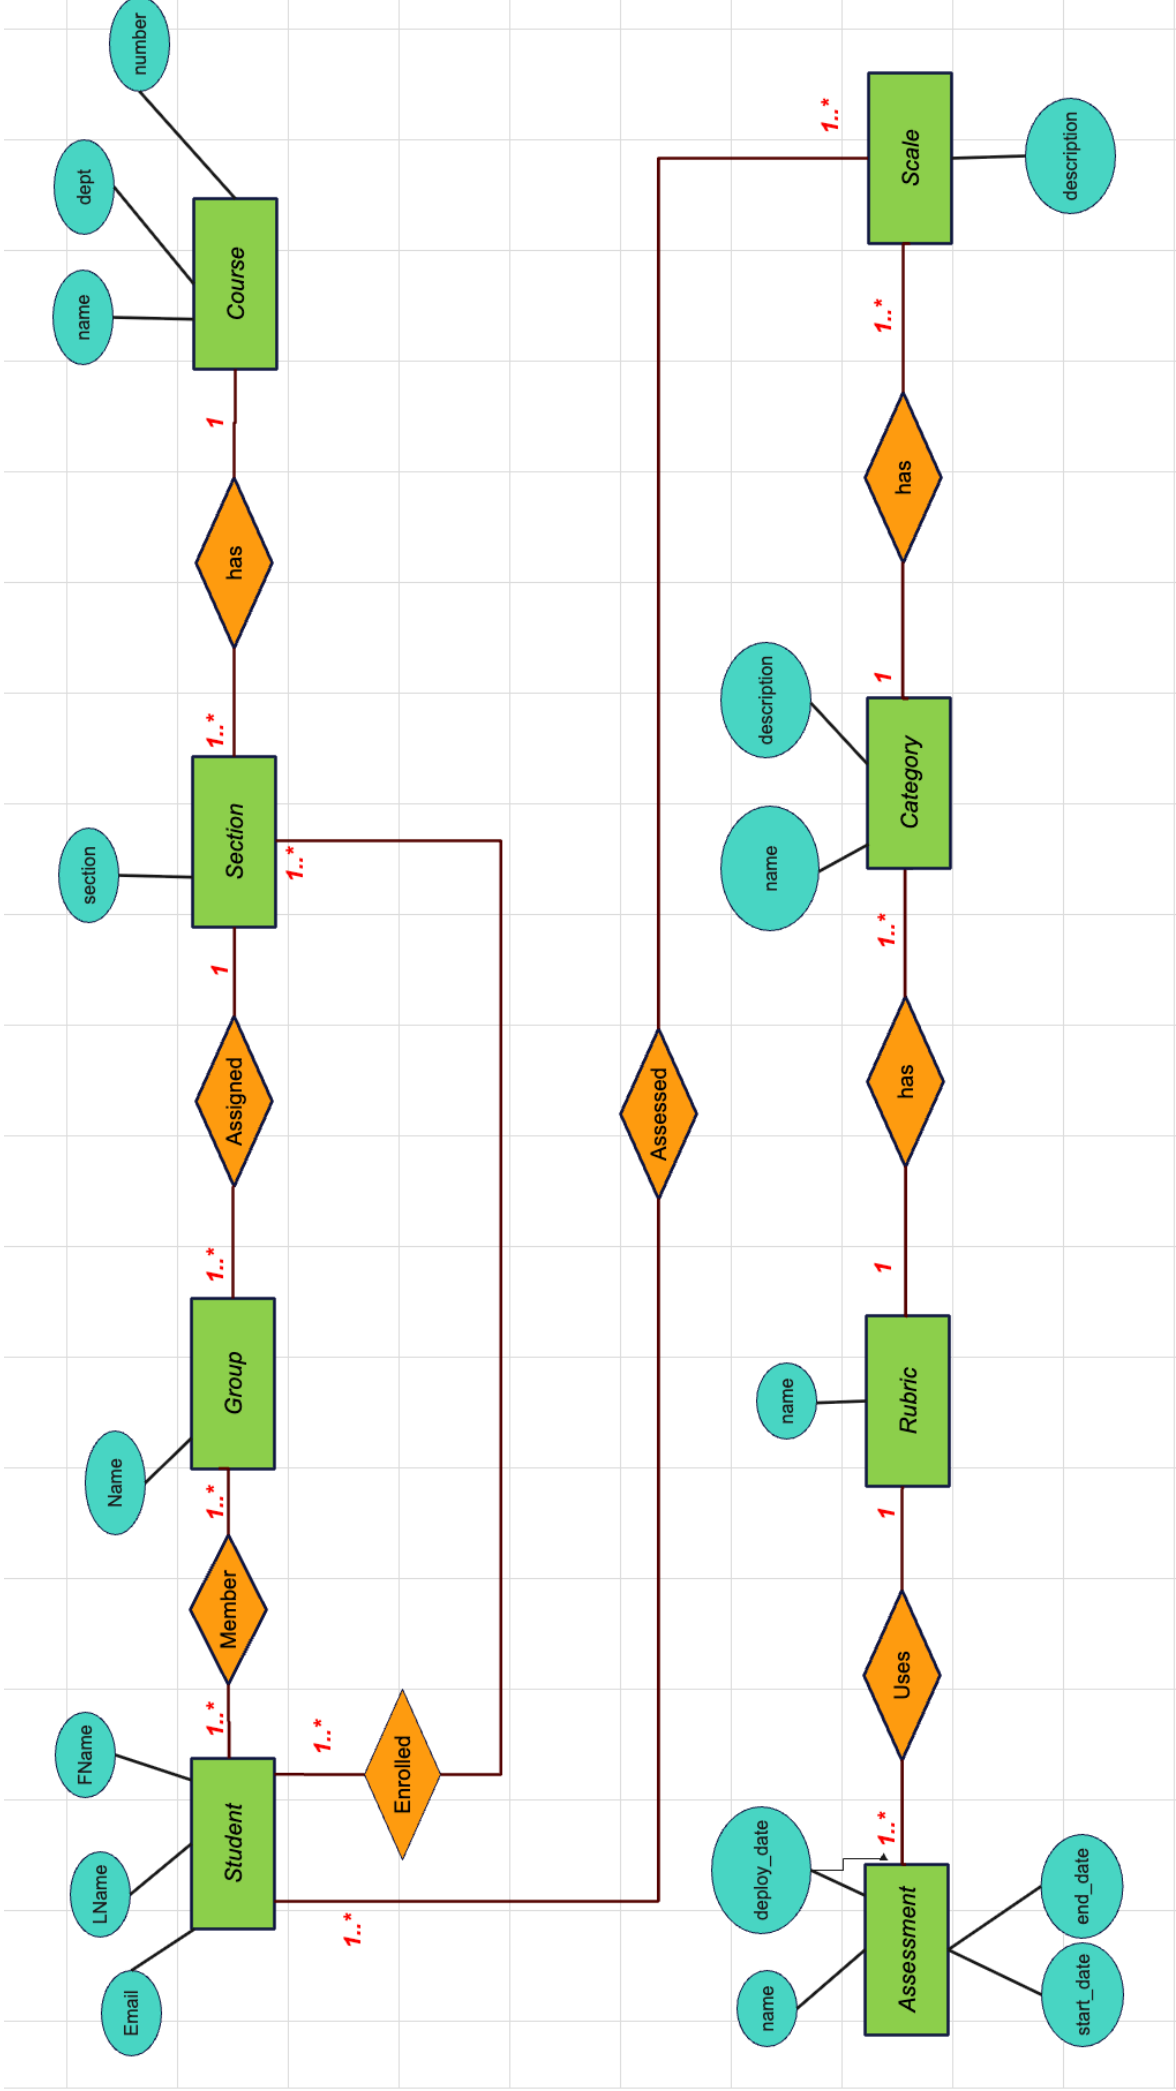 Email
LName
FName
Name
section
name
dept
number
1..*
1..*
1..*
1
1..*
1
Student
Member
Group
Assigned
Section
has
Course
1..*
1..*
1..*
Enrolled
Assessed
name
deploy_date
name
name
description
1..*
1..*
1
1
1..*
1
1..*
Assessment
Uses
Rubric
has
Category
has
Scale
start_date
end_date
description